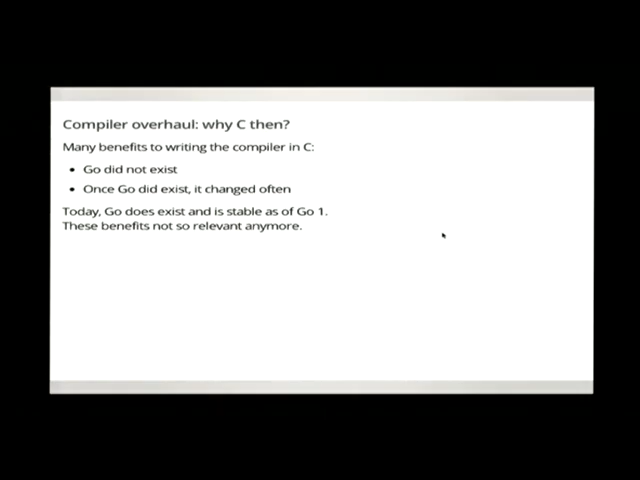 Compiler overhaul: why C then?
Many benefits to writing the compiler in C:
• Go did not exist
• Once Go did exist, it changed often
Today, Go does exist and is stable as of Go 1.
These benefits not so relevant anymore.